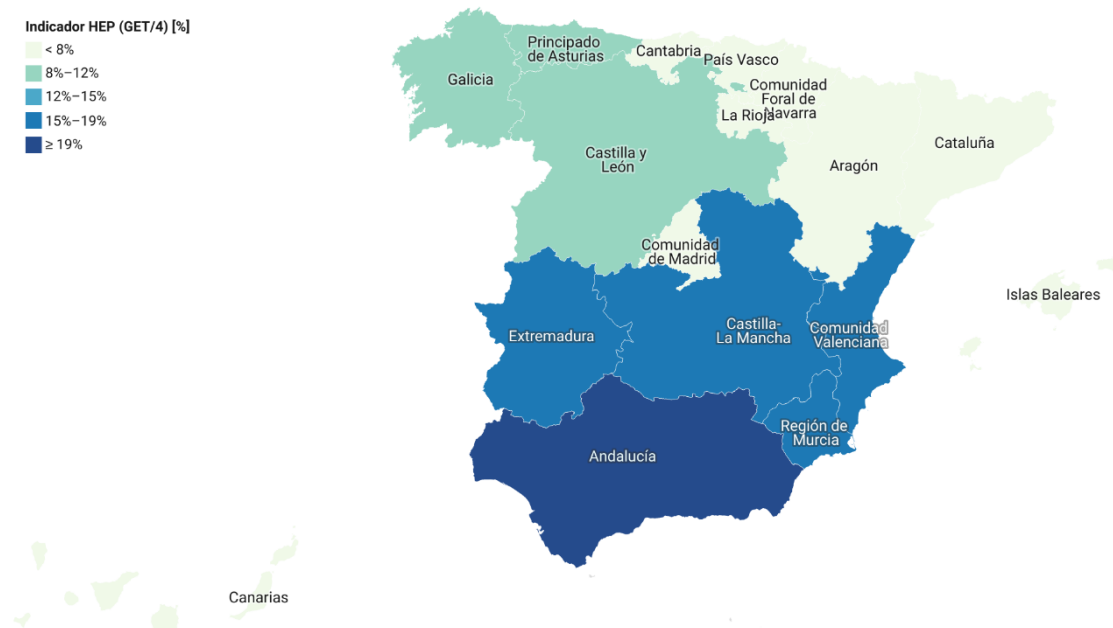 Indicador HEP (GET/4) [%]
< 8%
8%–12%
12%–15%
15%–19%
≥ 19%
Principado
de Asturias
Cantabria
País Vasco
Galicia
Comunidad
Foral de
Navarra
La Rioja
Castilla y
León
Aragón
Cataluña
Comunidad
de Madrid
Islas Baleares
Extremadura
Castilla-
La Mancha
Comunidad
Valenciana
Región de
Murcia
Andalucía
Canarias